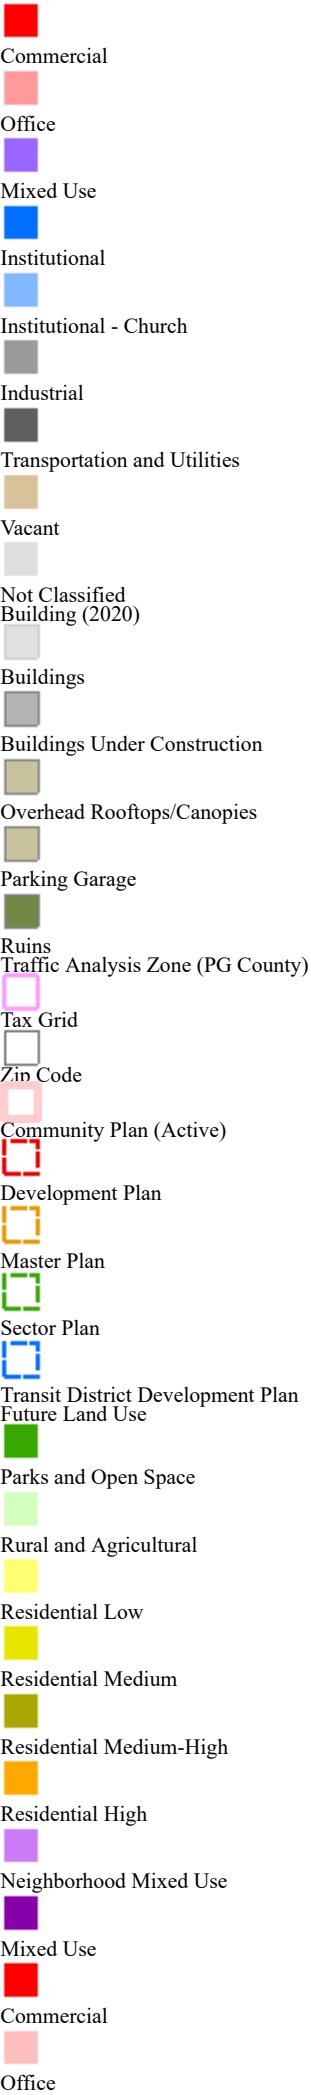 Commercial
Office
Mixed Use
Institutional
Institutional - Church
Industrial
Transportation and Utilities
Vacant
Not Classified
Building (2020)
Buildings
Buildings Under Construction
Overhead Rooftops/Canopies
Parking Garage
Ruins
Traffic Analysis Zone (PG County)
Tax Grid
Zip Code
Community Plan (Active)
Development Plan
Master Plan
Sector Plan
Transit District Development Plan
Future Land Use
Parks and Open Space
Rural and Agricultural
Residential Low
Residential Medium
Residential Medium-High
Residential High
Neighborhood Mixed Use
Mixed Use
Commercial
Office